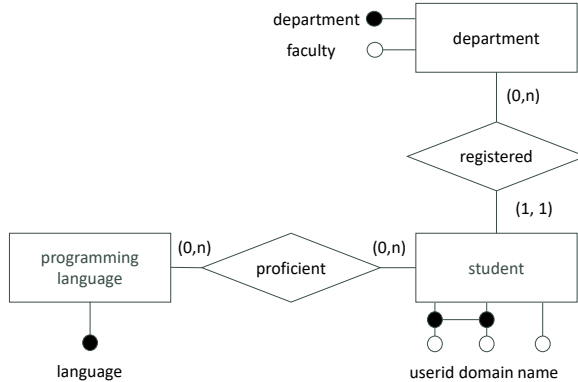 department
department
faculty
(0,n)
registered
(1, 1)
programming
language
(0,n)
proficient
(0,n)
student
language
userid domain name